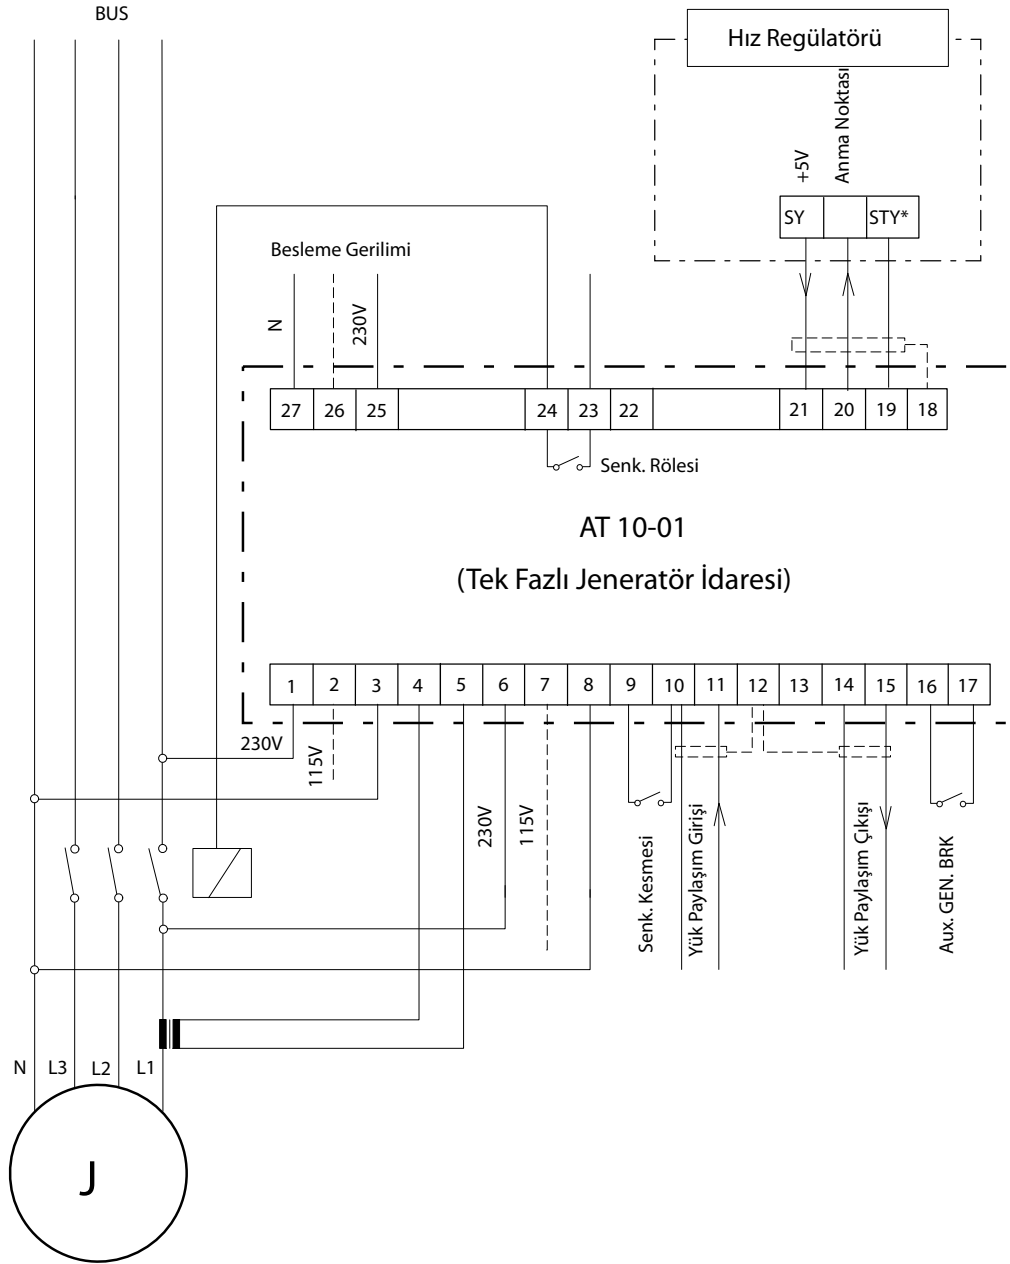 BUS
Hız Regülatörü
+5V
Anma Noktası
SY
STY*
Besleme Gerilimi
N
230V
27 26 25 24 23 22 21 20 19 18
Senk. Rölesi
AT 10-01
(Tek Fazlı Jeneratör İdaresi)
1 2 3 4 5 6 7 8 9 10 11 12 13 14 15 16 17
230V
115V
230V
115V
Senk. Kesmesi
Yük Paylaşım Girişi
Yük Paylaşım Çıkışı
Aux. GEN. BRK
N L3 L2 L1
J